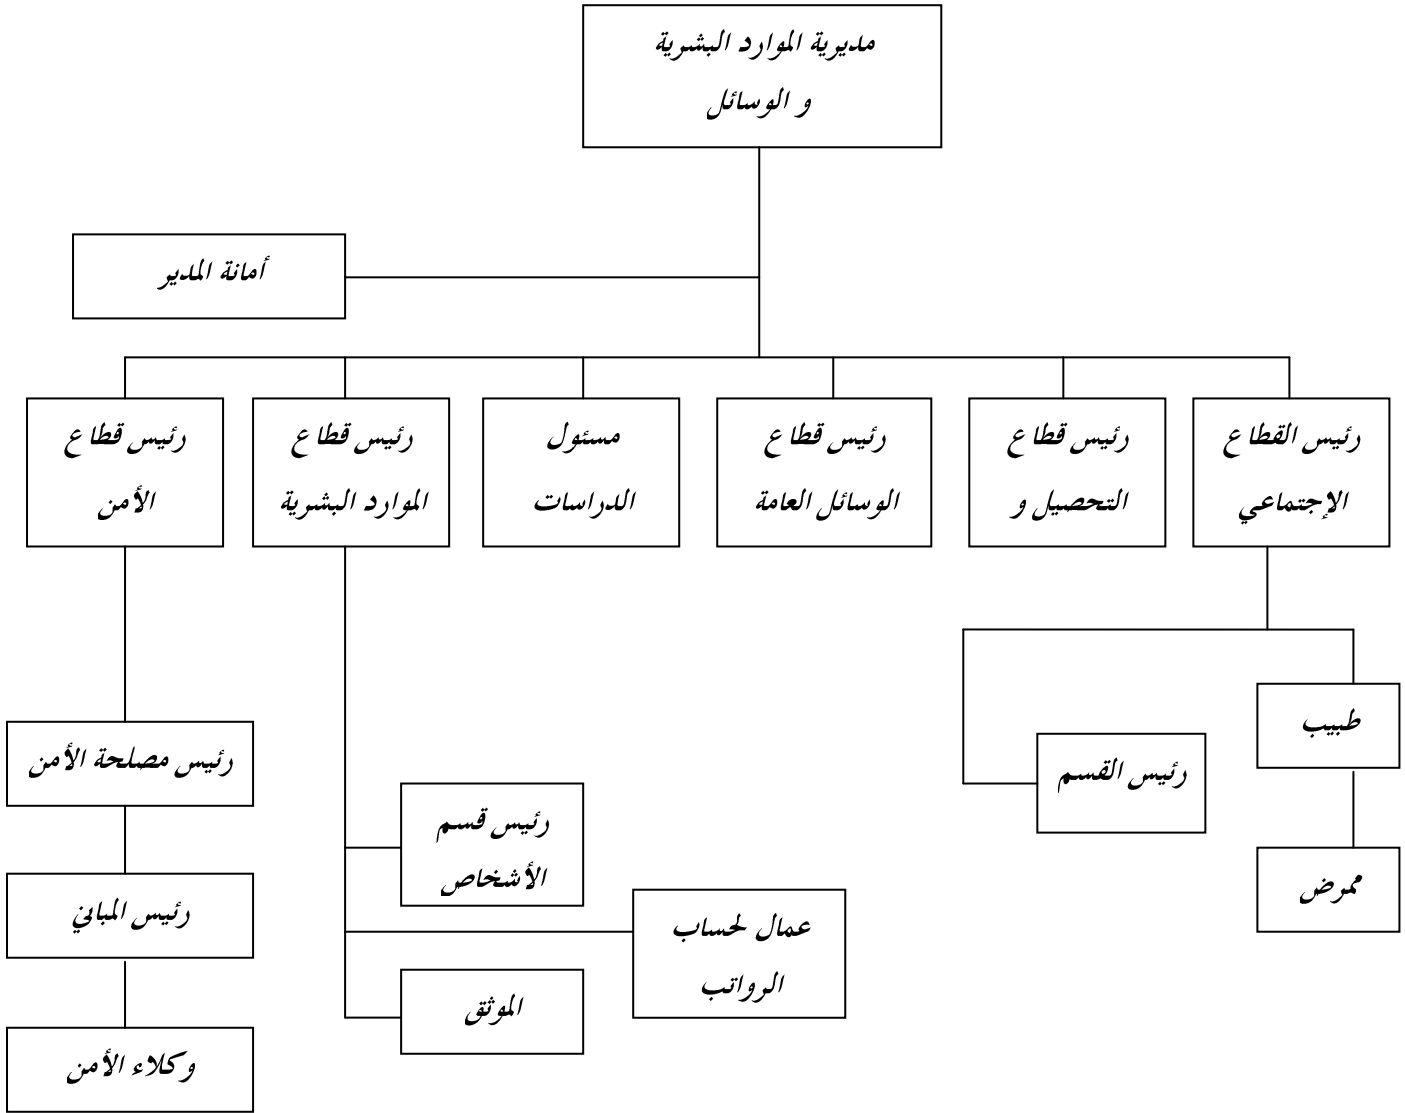 مديرية الموارد البشرية
و الوسائل
أمانة المدير
رئيس القطاع
الإجتماعي
رئيس قطاع
التحصيل و
رئيس قطاع
الوسائل العامة
مسئول
الدراسات
رئيس قطاع
الموارد البشرية
رئيس قطاع
الأمن
طبيب
ممرض
رئيس القسم
رئيس قسم
الأشخاص
عمال لحساب
الرواتب
الموثق
رئيس مصلحة الأمن
رئيس المباني
وكلاء الأمن